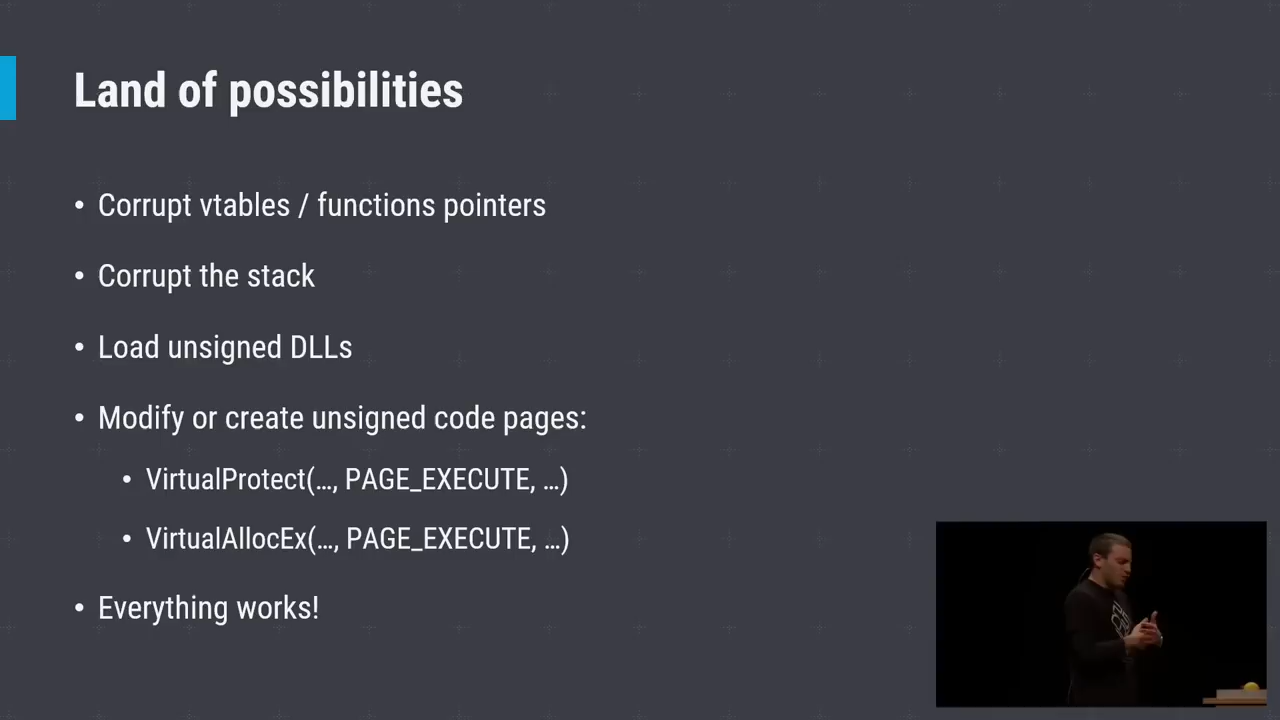 Land of possibilities
• Corrupt vtables / functions pointers
• Corrupt the stack
• Load unsigned DLLs
• Modify or create unsigned code pages:
• VirtualProtect(…, PAGE_EXECUTE, …)
• VirtualAllocEx(…, PAGE_EXECUTE, …)
• Everything works!